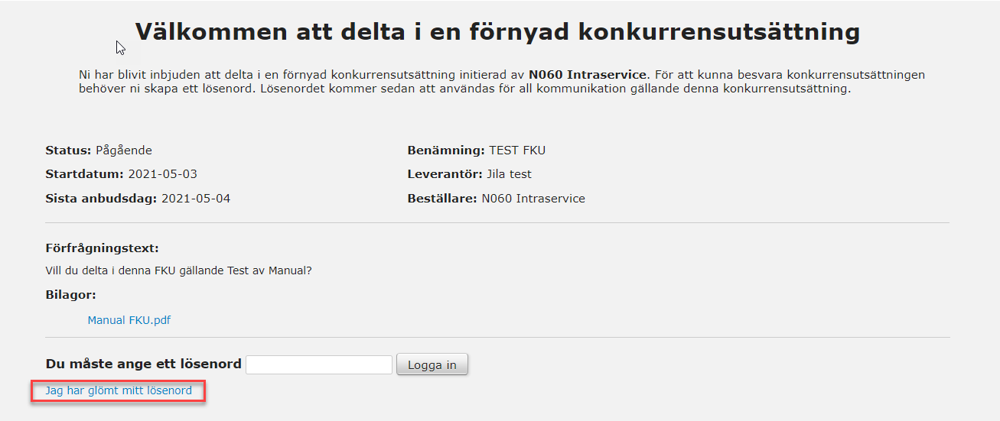 Välkommen att delta i en förnyad konkurrensutsättning
Ni har blivit inbjuden att delta i en förnyad konkurrensutsättning initierad av N060 Intraservice. För att kunna besvara konkurrensutsättningen
behöver ni skapa ett lösenord. Lösenordet kommer sedan att användas för all kommunikation gällande denna konkurrensutsättning.
Status: Pågående
Benämning: TEST FKU
Startdatum: 2021-05-03
Leverantör: Jila test
Sista anbudsdag: 2021-05-04
Beställare: N060 Intraservice
Förfrågningstext:
Vill du delta i denna FKU gällande Test av Manual?
Bilagor:
Manual FKU.pdf
Du måste ange ett lösenord Logga in
Jag har glömt mitt lösenord